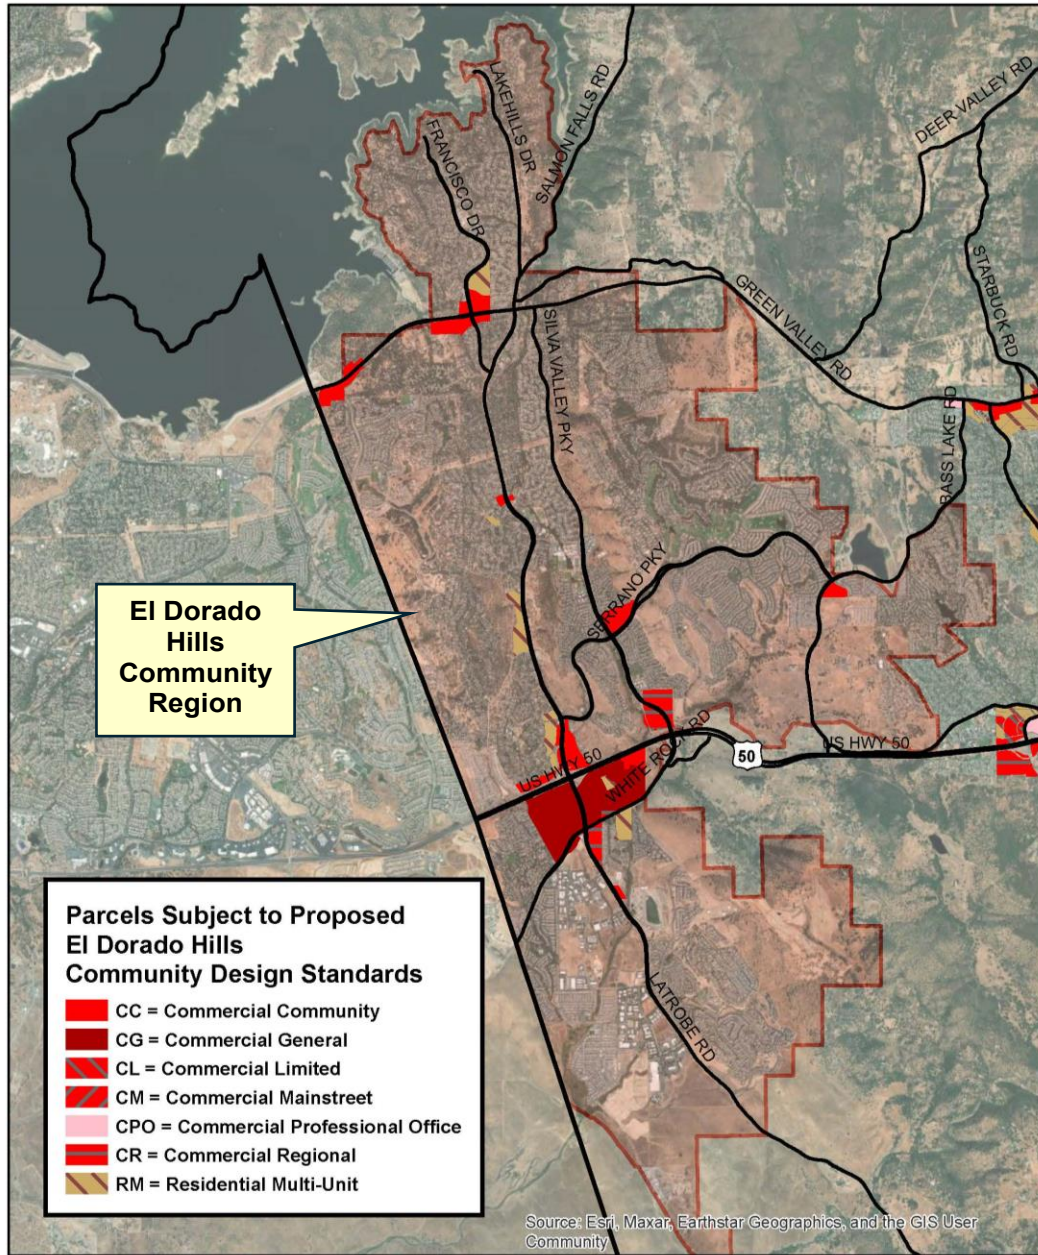 LAKEHILLS DR
SALMON FALLS RD
FRANCISCO DR
DEER VALLEY RD
STARBUCK RD
GREEN VALLEY RD
SILVA VALLEY PKY
BASS LAKE RD
SERRANO PKY
El Dorado
Hills
Community
Region
US HWY 50
WHITE ROCK RD
50
US HWY 50
LATROBE RD
Parcels Subject to Proposed
El Dorado Hills
Community Design Standards
CC = Commercial Community
CG = Commercial General
CL = Commercial Limited
CM = Commercial Mainstreet
CPO = Commercial Professional Office
CR = Commercial Regional
RM = Residential Multi-Unit
Source: Esri, Maxar, Earthstar Geographics, and the GIS User
Community